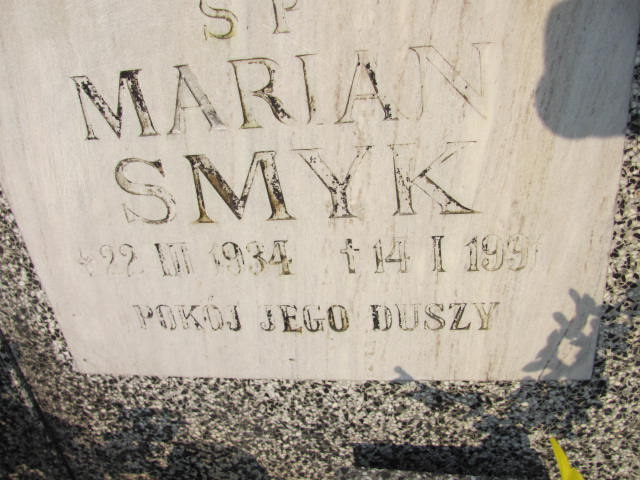 Ś P
MARIAN
SMYK
* 22 III 1934 † 14 I
POKÓJ JEGO DUSZY